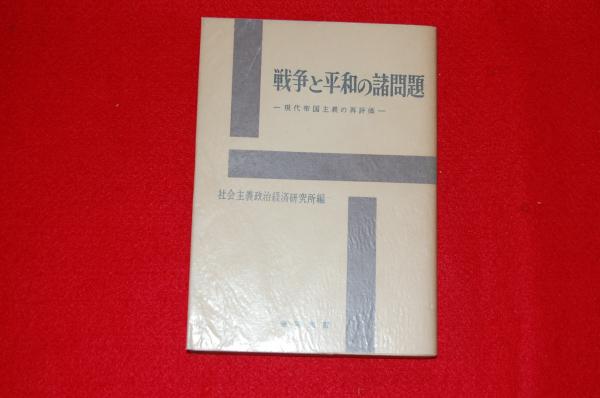 戦争と平和の諸問題
―現代帝国主義の再評価―
社会主義政治経済研究所編